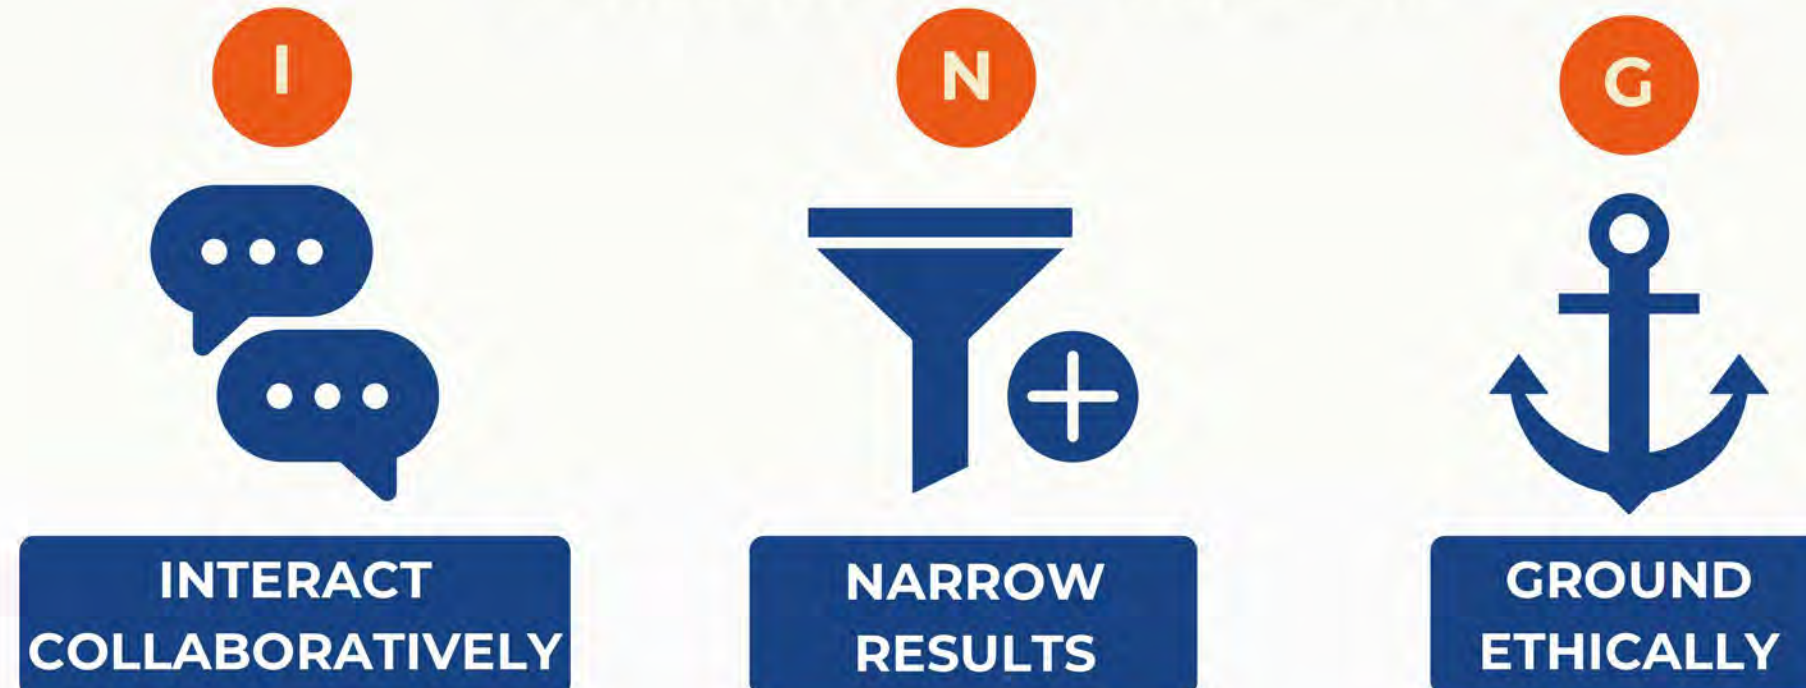 I
N
G
INTERACT
COLLABORATIVELY
NARROW
RESULTS
GROUND
ETHICALLY